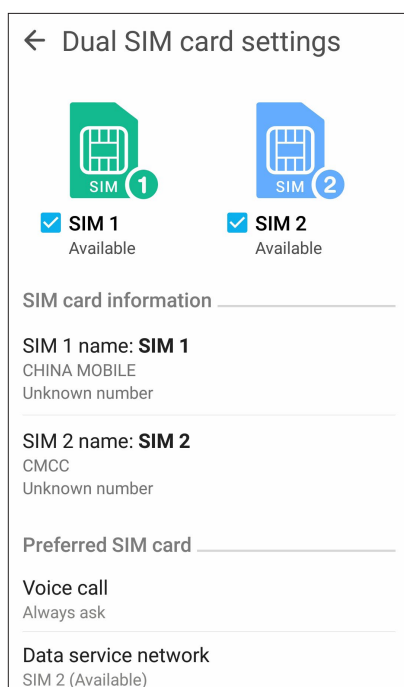 Dual SIM card settings
SIM 1
SIM 2
SIM 1
SIM 2
Available
Available
SIM card information
SIM 1 name: SIM 1
CHINA MOBILE
Unknown number
SIM 2 name: SIM 2
CMCC
Unknown number
Preferred SIM card
Voice call
Always ask
Data service network
SIM 2 (Available)